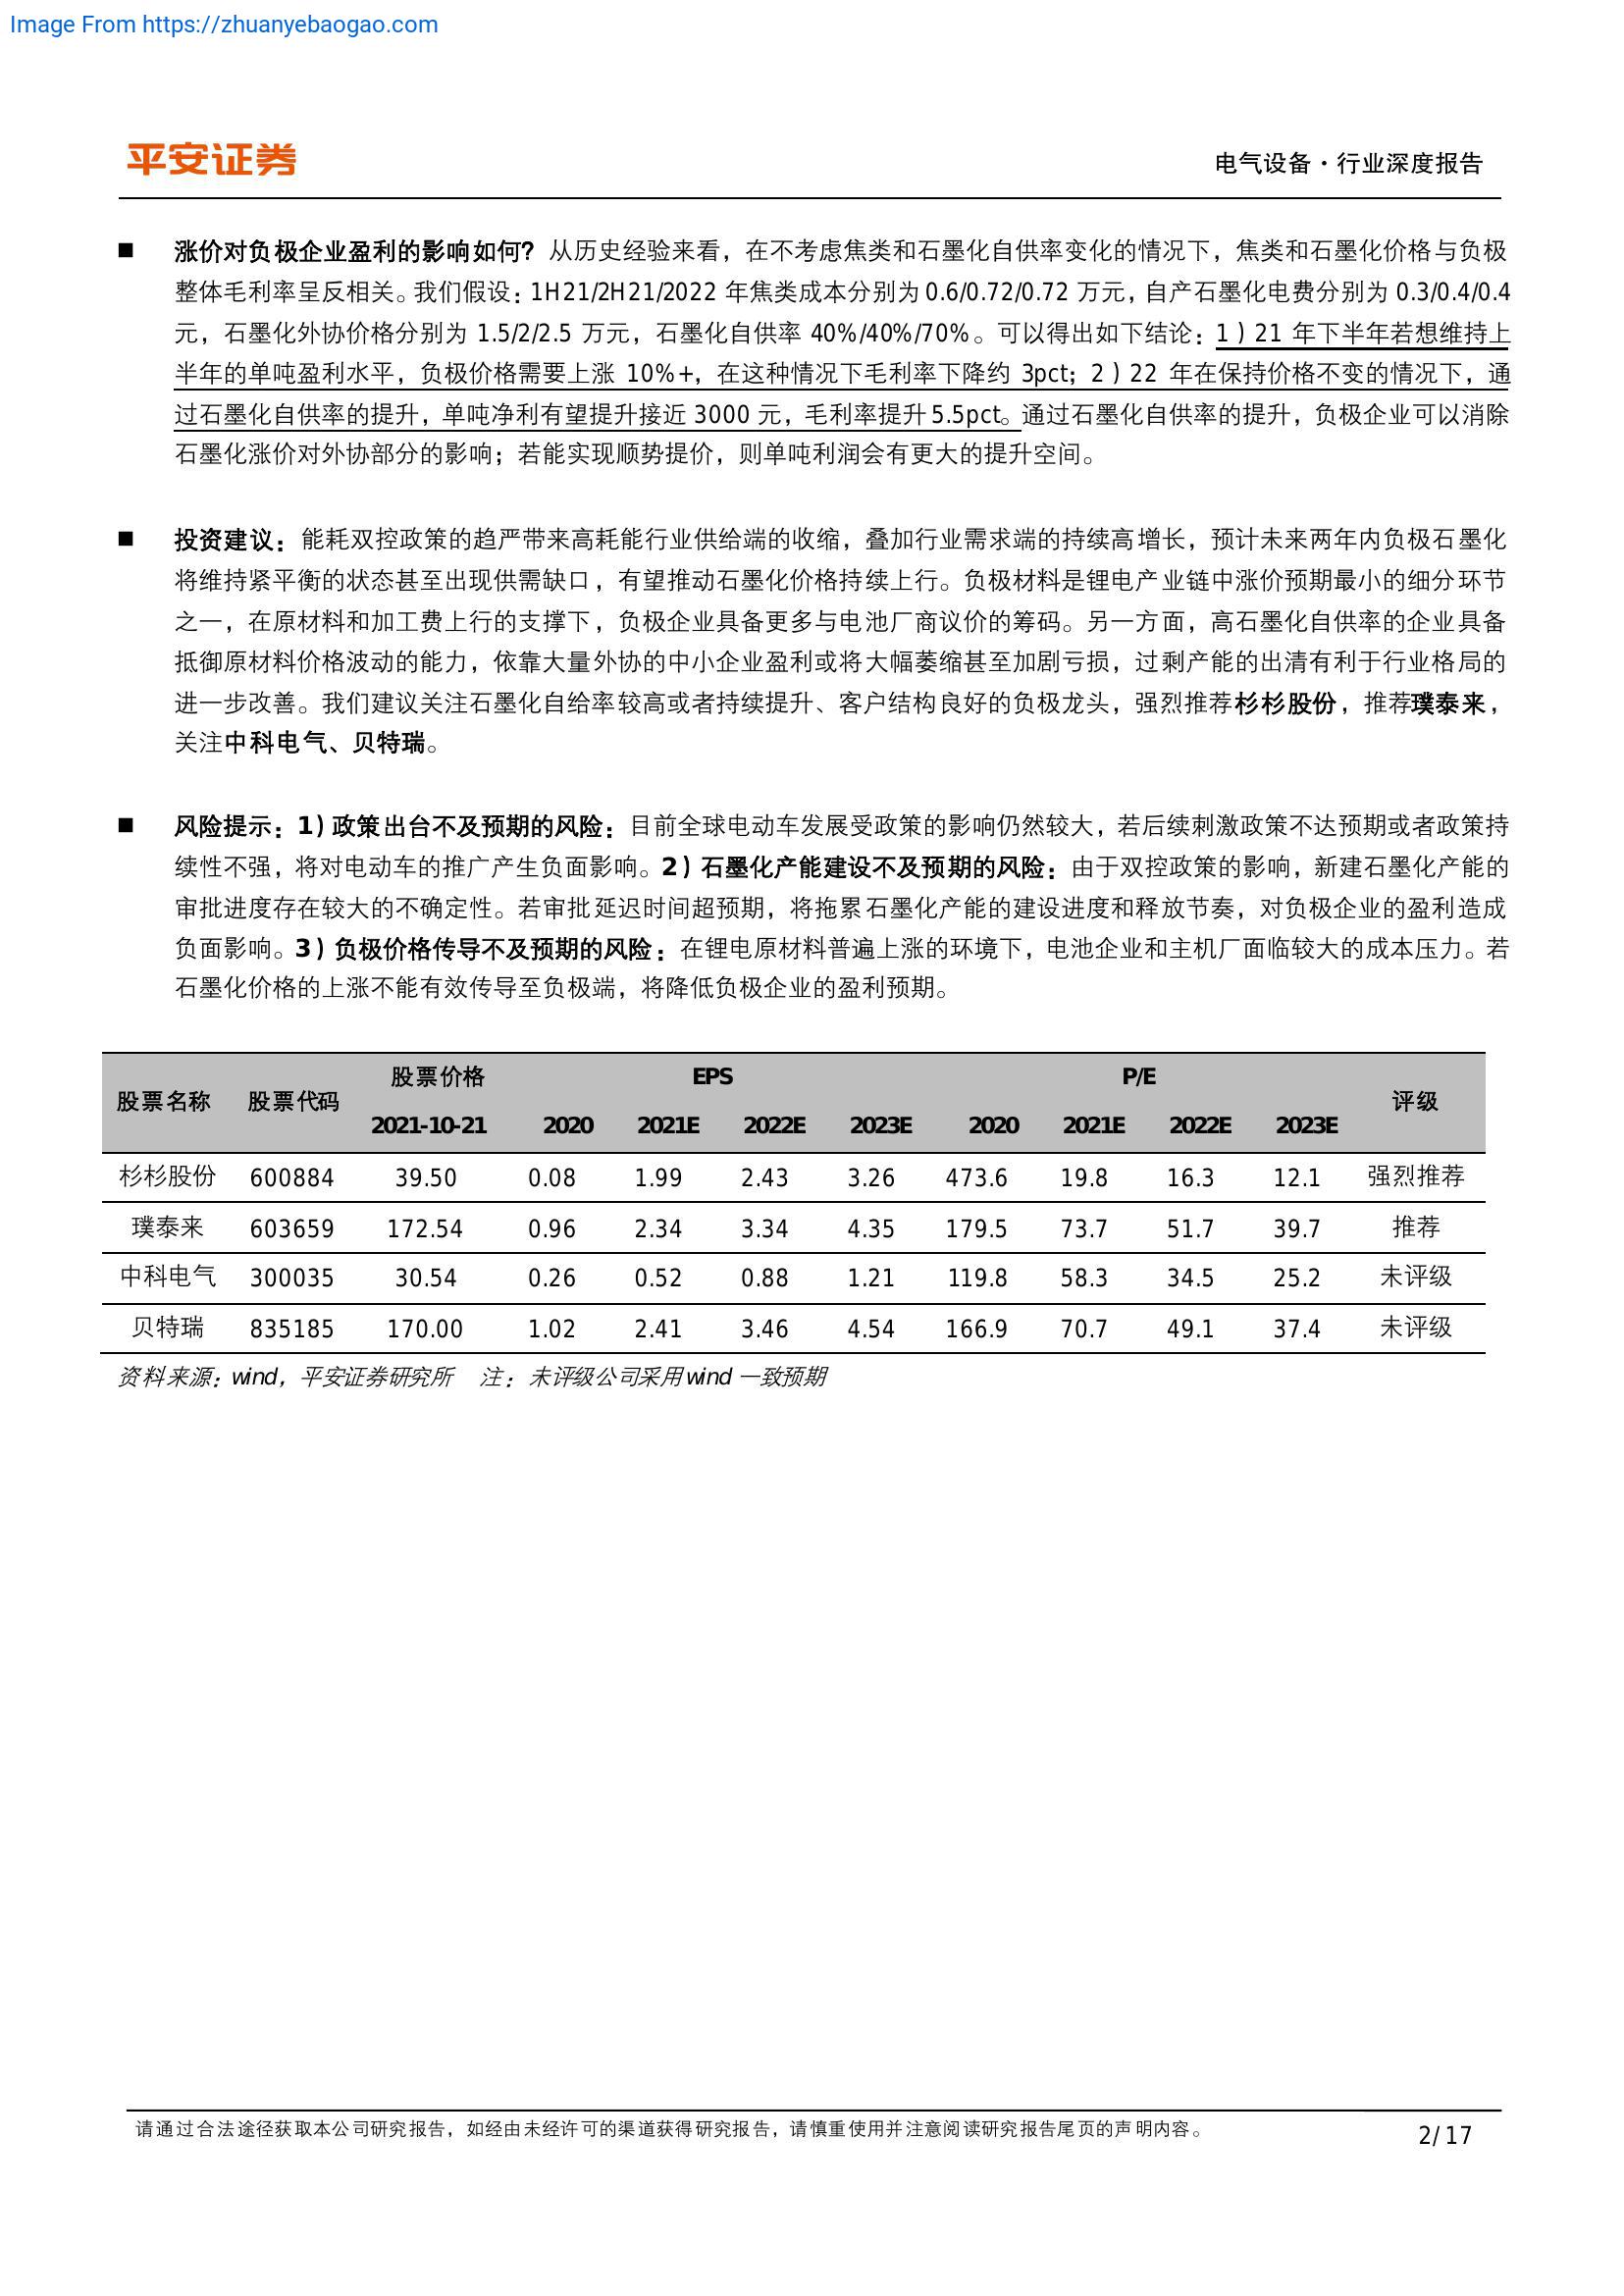 Image From https://zhuanyebaogao.com
平安证券
电气设备·行业深度报告
■ 涨价对负极企业盈利的影响如何？从历史经验来看，在不考虑焦类和石墨化自供率变化的情况下，焦类和石墨化价格与负极
整体毛利率呈反相关。我们假设：1H21/2H21/2022 年焦类成本分别为 0.6/0.72/0.72 万元，自产石墨化电费分别为 0.3/0.4/0.4
元，石墨化外协价格分别为 1.5/2/2.5 万元，石墨化自供率 40%/40%/70%。可以得出如下结论：1）21 年下半年若想维持上
半年的单吨盈利水平，负极价格需要上涨 10%+，在这种情况下毛利率下降约 3pct；2）22 年在保持价格不变的情况下，通
过石墨化自供率的提升，单吨净利有望提升接近 3000 元，毛利率提升 5.5pct。通过石墨化自供率的提升，负极企业可以消除
石墨化涨价对外协部分的影响；若能实现顺势提价，则单吨利润会有更大的提升空间。
■ 投资建议：能耗双控政策的趋严带来高耗能行业供给端的收缩，叠加行业需求端的持续高增长，预计未来两年内负极石墨化
将维持紧平衡的状态甚至出现供需缺口，有望推动石墨化价格持续上行。负极材料是锂电产业链中涨价预期最小的细分环节
之一，在原材料和加工费上行的支撑下，负极企业具备更多与电池厂商议价的筹码。另一方面，高石墨化自供率的企业具备
抵御原材料价格波动的能力，依靠大量外协的中小企业盈利或将大幅萎缩甚至加剧亏损，过剩产能的出清有利于行业格局的
进一步改善。我们建议关注石墨化自给率较高或者持续提升、客户结构良好的负极龙头，强烈推荐杉杉股份，推荐璞泰来，
关注中科电气、贝特瑞。
■ 风险提示：1）政策出台不及预期的风险：目前全球电动车发展受政策的影响仍然较大，若后续刺激政策不达预期或者政策持
续性不强，将对电动车的推广产生负面影响。2）石墨化产能建设不及预期的风险：由于双控政策的影响，新建石墨化产能的
审批进度存在较大的不确定性。若审批延迟时间超预期，将拖累石墨化产能的建设进度和释放节奏，对负极企业的盈利造成
负面影响。3）负极价格传导不及预期的风险：在锂电原材料普遍上涨的环境下，电池企业和主机厂面临较大的成本压力。若
石墨化价格的上涨不能有效传导至负极端，将降低负极企业的盈利预期。
股票名称 股票代码 股票价格 EPS P/E 评级
2021-10-21 2020 2021E 2022E 2023E 2020 2021E 2022E 2023E
杉杉股份 600884 39.50 0.08 1.99 2.43 3.26 473.6 19.8 16.3 12.1 强烈推荐
璞泰来 603659 172.54 0.96 2.34 3.34 4.35 179.5 73.7 51.7 39.7 推荐
中科电气 300035 30.54 0.26 0.52 0.88 1.21 119.8 58.3 34.5 25.2 未评级
贝特瑞 835185 170.00 1.02 2.41 3.46 4.54 166.9 70.7 49.1 37.4 未评级
资料来源：wind，平安证券研究所 注：未评级公司采用 wind 一致预期
请通过合法途径获取本公司研究报告，如经由未经许可的渠道获得研究报告，请慎重使用并注意阅读研究报告尾页的声明内容。
2/17